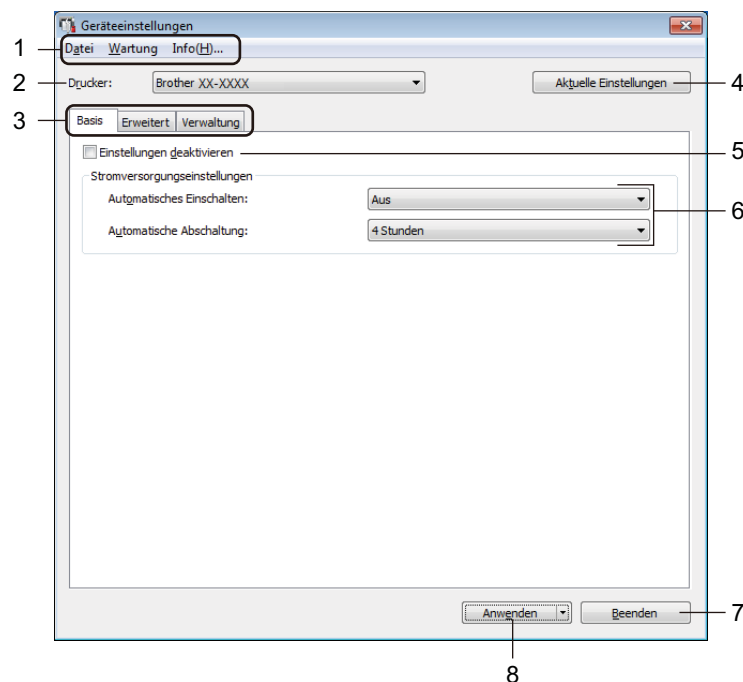 Geräteeinstellungen
1
Datei Wartung Info(H)...
2
Drucker: Brother XX-XXXX Aktuelle Einstellungen
4
3
Basis Erweitert Verwaltung
Einstellungen deaktivieren
5
Stromversorgungseinstellungen
Automatisches Einschalten: Aus
6
Automatische Abschaltung: 4 Stunden
Anwenden Beenden
7
8